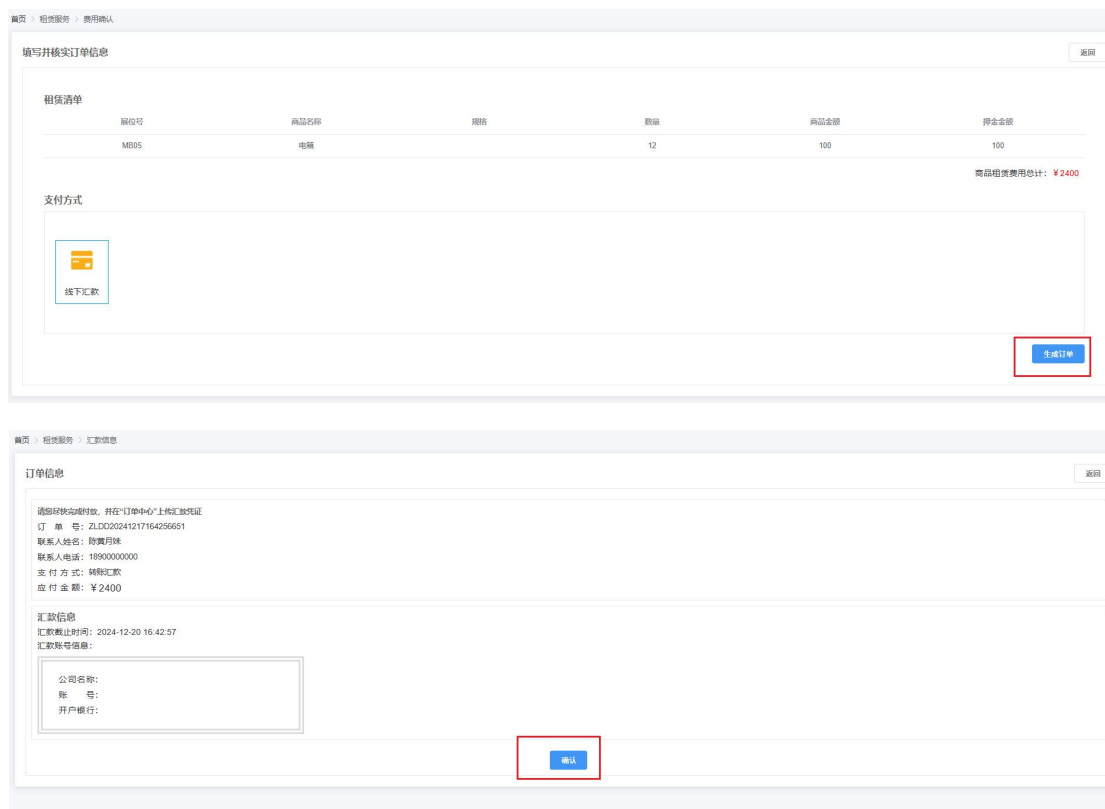 首页 > 租赁服务 > 费用确认
填写并核实订单信息
返回
租赁清单
展位号 商品名称 规格 数量 商品金额 押金金额
MB05 电箱 12 100 100
商品租赁费用总计：￥2400
支付方式
线下汇款
生成订单
首页 > 租赁服务 > 汇款信息
订单信息
返回
请您尽快完成付款，并在“订单中心”上传汇款凭证
订 单 号：ZLDD20241217164256651
联系人姓名：陈黄月妹
联系人电话：18900000000
支 付 方 式：转账汇款
应 付 金 额：￥2400
汇款信息
汇款截止时间：2024-12-20 16:42:57
汇款账号信息：
公司名称：
账 号：
开户银行：
确认